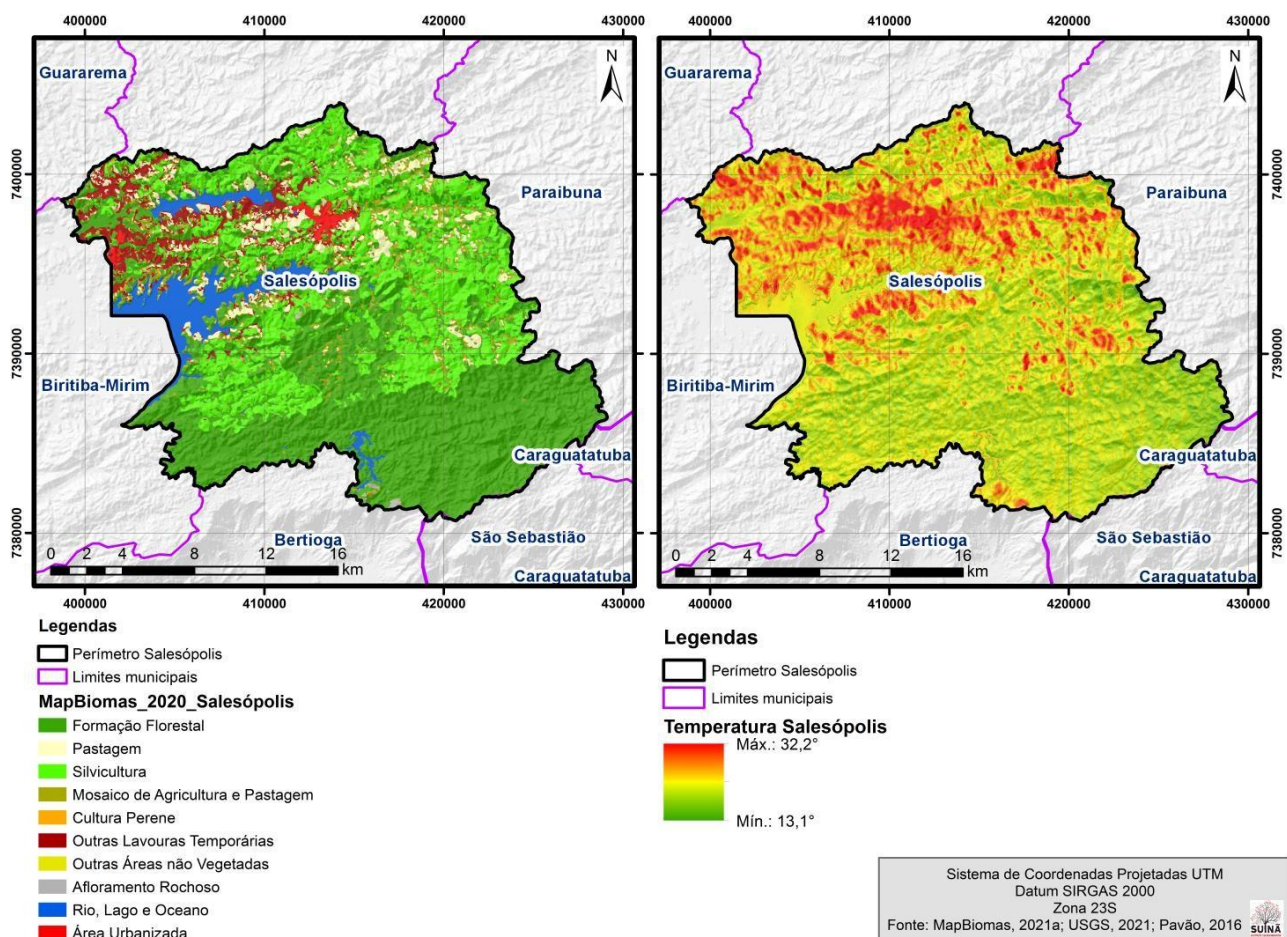 400000 410000 420000 430000
400000 410000 420000 430000
N
N
Guararema
Guararema
7400000
7400000
7400000
Paraibuna
Paraibuna
Salesópolis
Salesópolis
7390000
7390000
7390000
Biritiba-Mirim
Biritiba-Mirim
Caraguatatuba
Caraguatatuba
7380000
7380000
7380000
Bertioga
São Sebastião
Bertioga
São Sebastião
0 2 4 8 12 16
km
0 2 4 8 12 16
km
Caraguatatuba
Caraguatatuba
400000 410000 420000 430000
400000 410000 420000 430000
Legendas
Perímetro Salesópolis
Limites municipais
MapBiomas_2020_Salesópolis
Formação Florestal
Pastagem
Silvicultura
Mosaico de Agricultura e Pastagem
Cultura Perene
Outras Lavouras Temporárias
Outras Áreas não Vegetadas
Afloramento Rochoso
Rio, Lago e Oceano
Área Urbanizada
Legendas
Perímetro Salesópolis
Limites municipais
Temperatura Salesópolis
Máx.: 32,2°
Mín.: 13,1°
Sistema de Coordenadas Projetadas UTM
Datum SIRGAS 2000
Zona 23S
Fonte: MapBiomas, 2021a; USGS, 2021; Pavão, 2016
SUINÃ